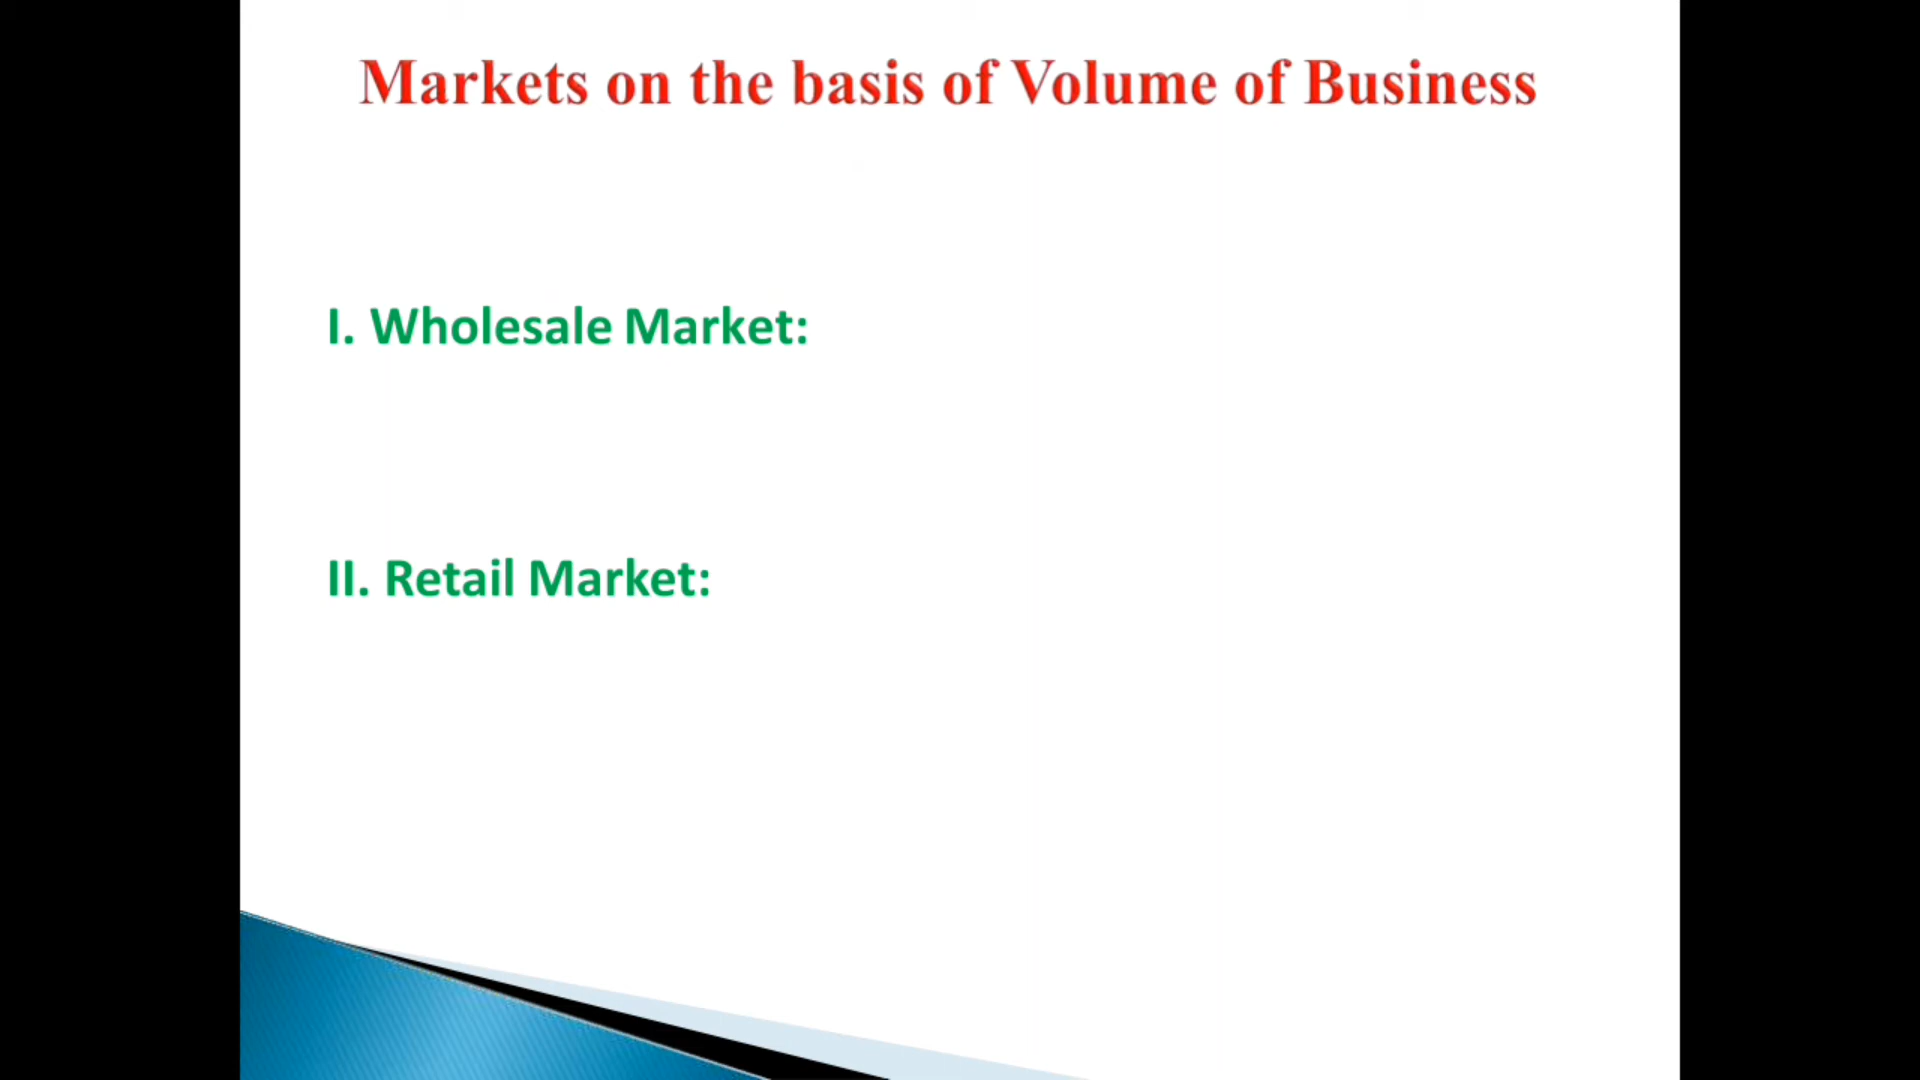 Markets on the basis of Volume of Business
I. Wholesale Market:
II. Retail Market: